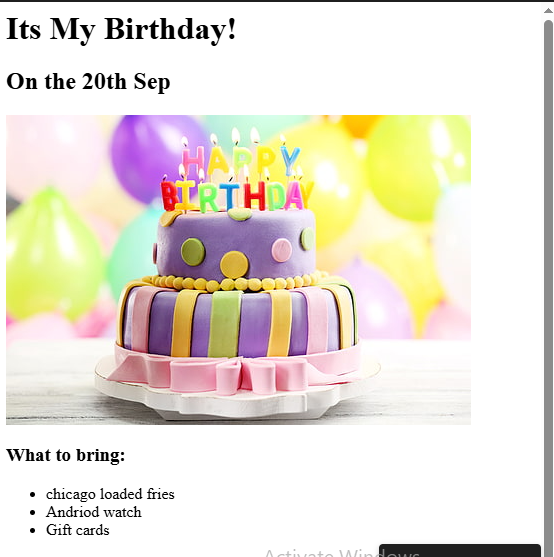 Its My Birthday!
On the 20th Sep
HAPPY
BIRTHDAY
What to bring:
chicago loaded fries
Andriod watch
Gift cards
Activate Windows